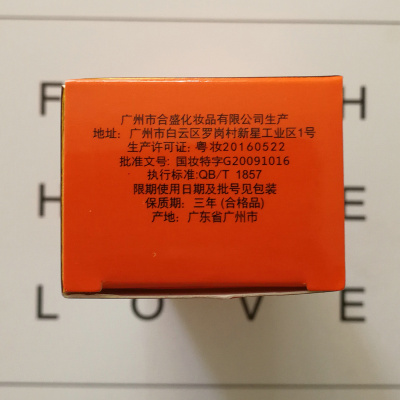 广州市合盛化妆品有限公司生产
地址：广州市白云区罗岗村新星工业区1号
生产许可证：粤妆20160522
批准文号：国妆特字G20091016
执行标准:QB/T 1857
限期使用日期及批号见包装
保质期：三年(合格品)
产地：广东省广州市
F H
H E
L O V E